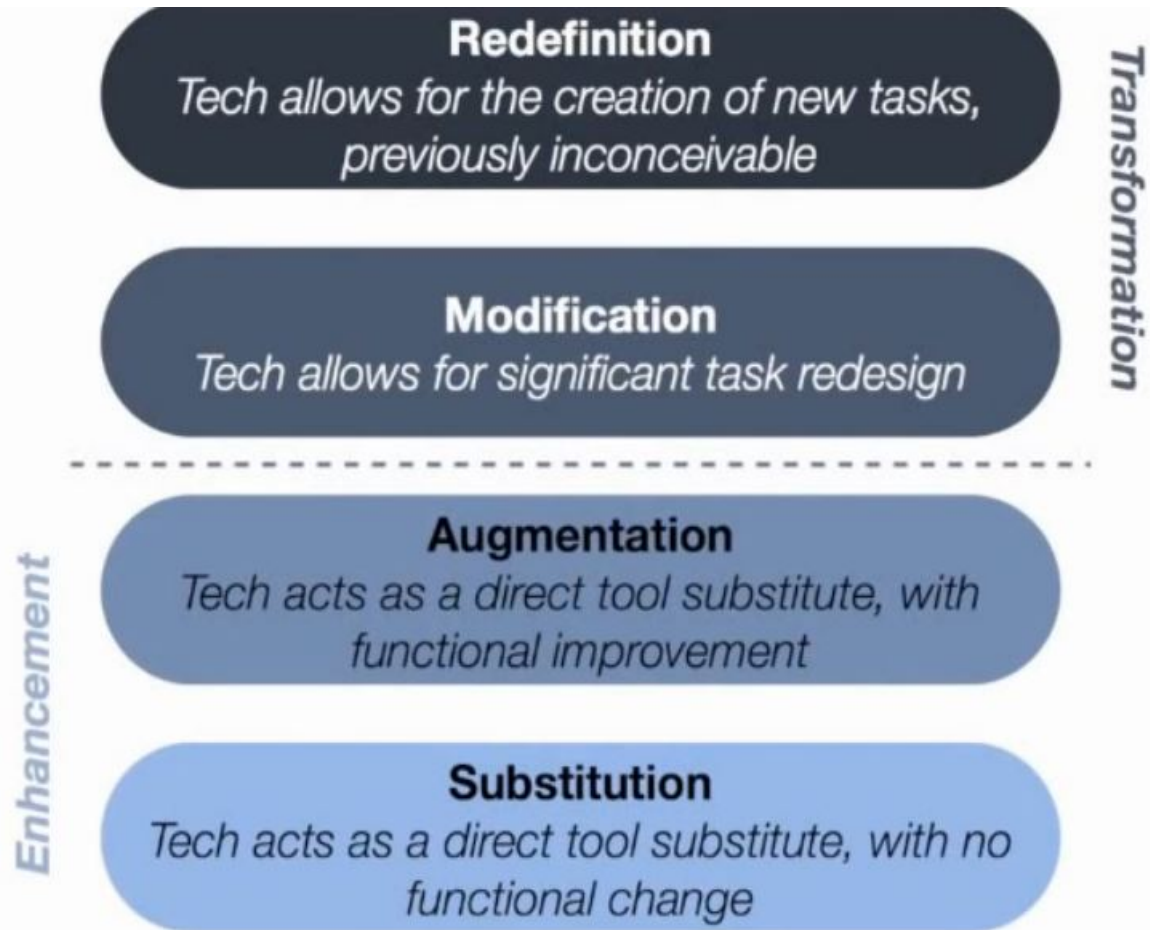 Redefinition
Tech allows for the creation of new tasks,
previously inconceivable
Transformation
Modification
Tech allows for significant task redesign
Augmentation
Tech acts as a direct tool substitute, with
functional improvement
Enhancement
Substitution
Tech acts as a direct tool substitute, with no
functional change